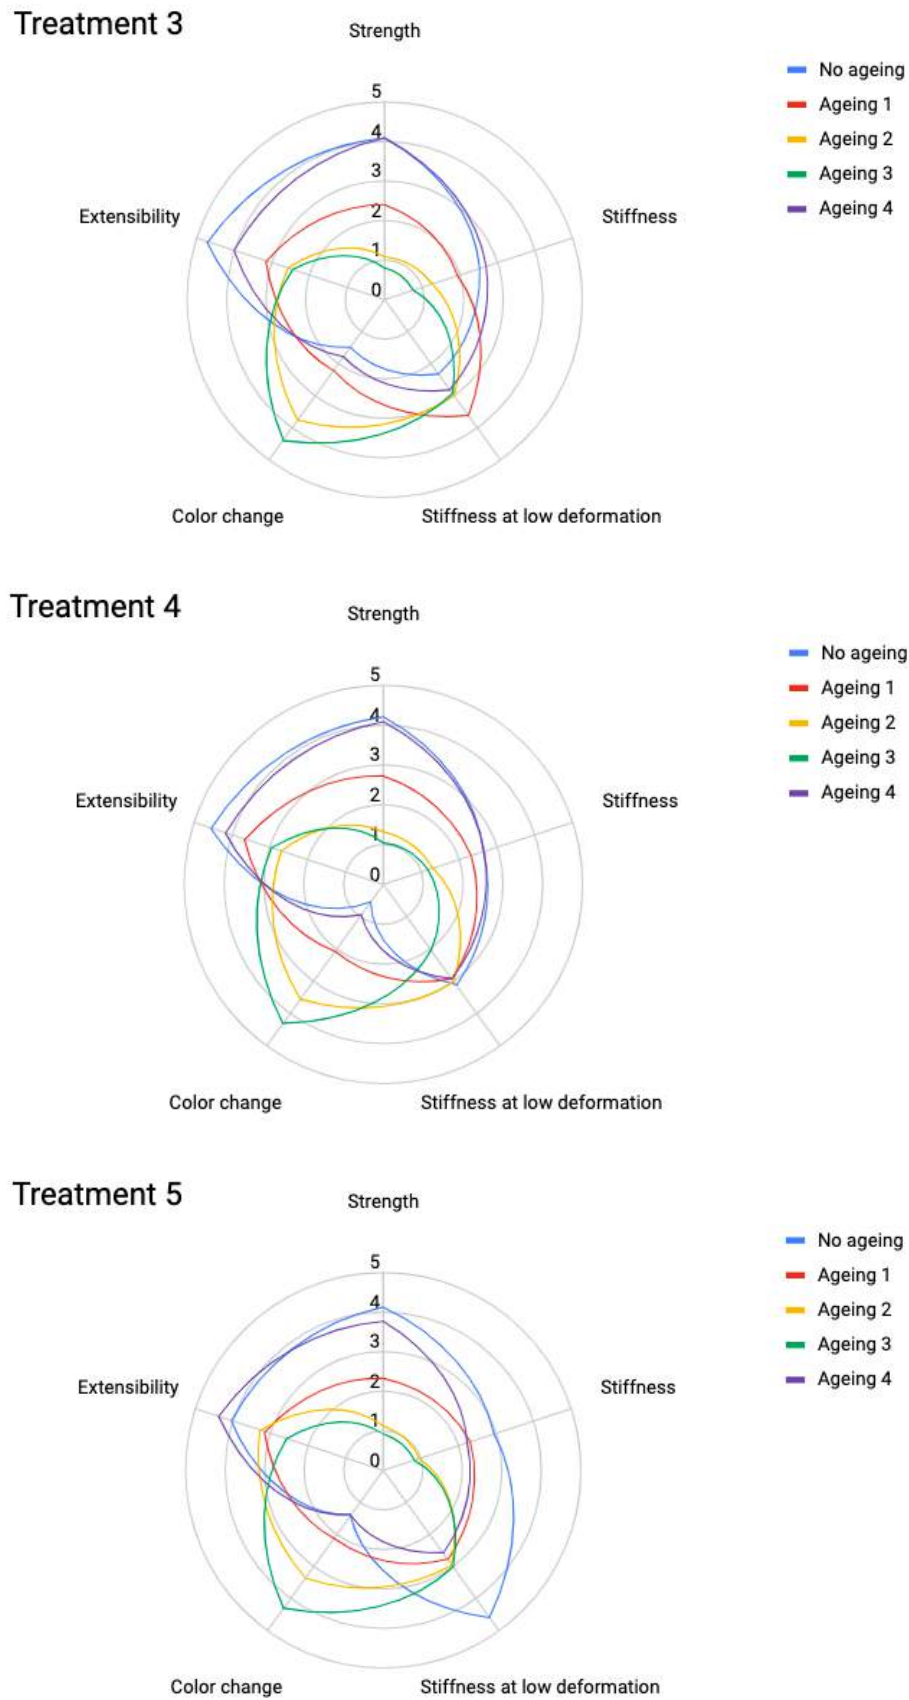 Treatment 3
Strength
No ageing
Ageing 1
Ageing 2
Ageing 3
Ageing 4
5
4
3
2
1
0
Extensibility
Stiffness
Color change
Stiffness at low deformation
Treatment 4
Strength
No ageing
Ageing 1
Ageing 2
Ageing 3
Ageing 4
5
4
3
2
1
0
Extensibility
Stiffness
Color change
Stiffness at low deformation
Treatment 5
Strength
No ageing
Ageing 1
Ageing 2
Ageing 3
Ageing 4
5
4
3
2
1
0
Extensibility
Stiffness
Color change
Stiffness at low deformation